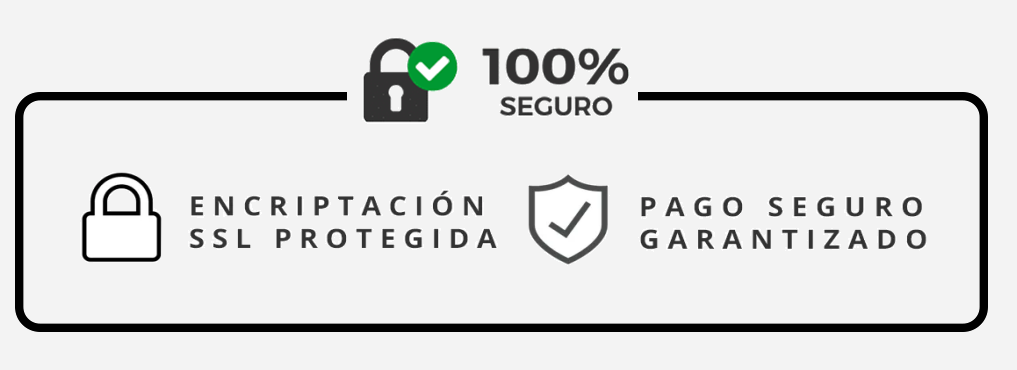 100%
SEGURO
ENCRIPTACIÓN
SSL PROTEGIDA
PAGO SEGURO
GARANTIZADO